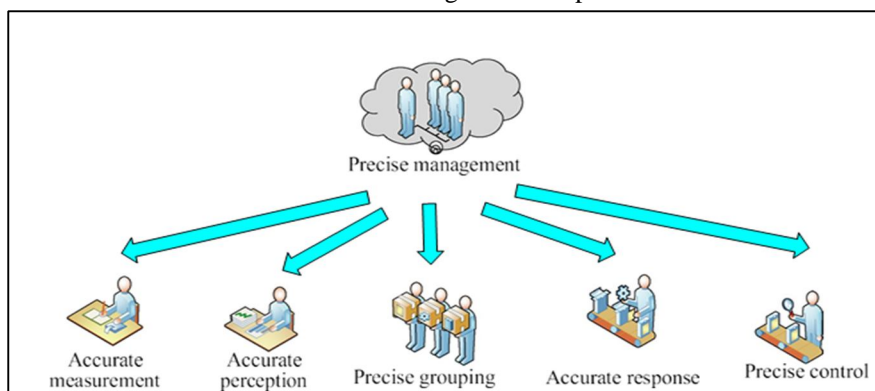 Precise management
Accurate
measurement
Accurate
perception
Precise grouping
Accurate response
Precise control